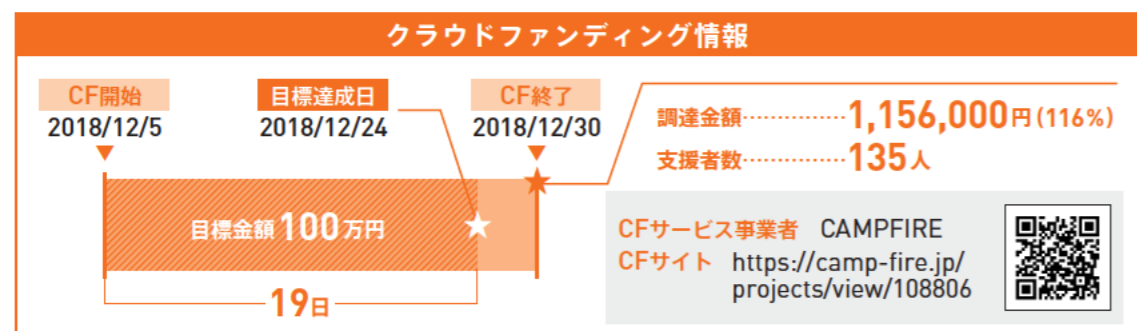 クラウドファンディング情報
CF開始
2018/12/5
目標達成日
2018/12/24
CF終了
2018/12/30
目標金額100万円
19日
調達金額……………1,156,000円(116%)
支援者数……………135人
CFサービス事業者 CAMPFIRE
CFサイト https://camp-fire.jp/
projects/view/108806